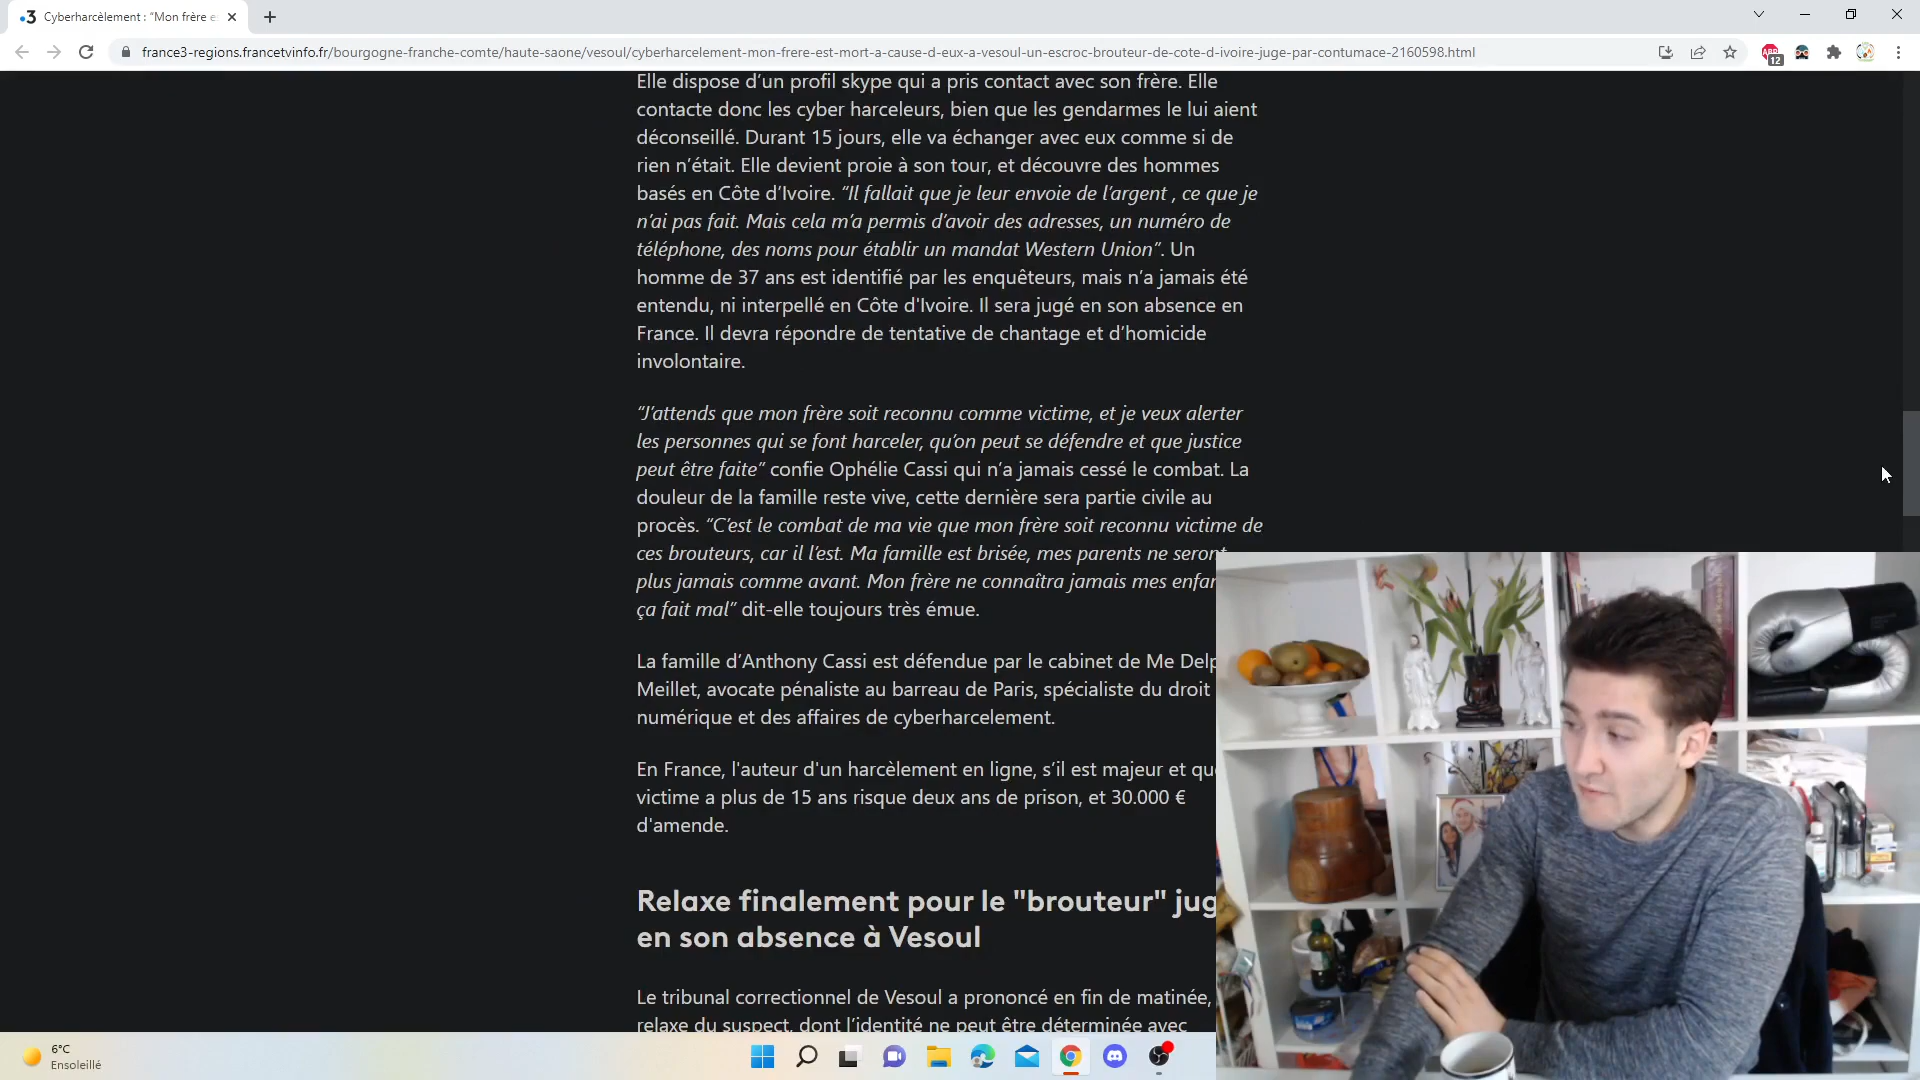 Cyberharcèlement : "Mon frère e
france3-regions.francetvinfo.fr/bourgogne-franche-comte/haute-saone/vesoul/cyberharcelement-mon-frere-est-mort-a-cause-d-eux-a-vesoul-un-escroc-brouteur-de-cote-d-ivoire-juge-par-contumace-2160598.html
ABP
12
Elle dispose d’un profil skype qui a pris contact avec son frère. Elle
contacte donc les cyber harceleurs, bien que les gendarmes le lui aient
déconseillé. Durant 15 jours, elle va échanger avec eux comme si de
rien n’était. Elle devient proie à son tour, et découvre des hommes
basés en Côte d’Ivoire. “Il fallait que je leur envoie de l’argent , ce que je
n’ai pas fait. Mais cela m’a permis d’avoir des adresses, un numéro de
téléphone, des noms pour établir un mandat Western Union”. Un
homme de 37 ans est identifié par les enquêteurs, mais n’a jamais été
entendu, ni interpellé en Côte d'Ivoire. Il sera jugé en son absence en
France. Il devra répondre de tentative de chantage et d’homicide
involontaire.
“J’attends que mon frère soit reconnu comme victime, et je veux alerter
les personnes qui se font harceler, qu’on peut se défendre et que justice
peut être faite” confie Ophélie Cassi qui n’a jamais cessé le combat. La
douleur de la famille reste vive, cette dernière sera partie civile au
procès. “C’est le combat de ma vie que mon frère soit reconnu victime de
ces brouteurs, car il l’est. Ma famille est brisée, mes parents ne seront
plus jamais comme avant. Mon frère ne connaîtra jamais mes enfan
ça fait mal” dit-elle toujours très émue.
La famille d’Anthony Cassi est défendue par le cabinet de Me Delp
Meillet, avocate pénaliste au barreau de Paris, spécialiste du droit
numérique et des affaires de cyberharcelement.
En France, l'auteur d'un harcèlement en ligne, s’il est majeur et que
victime a plus de 15 ans risque deux ans de prison, et 30.000 €
d'amende.
Relaxe finalement pour le "brouteur" jug
en son absence à Vesoul
Le tribunal correctionnel de Vesoul a prononcé en fin de matinée,
relaxe du suspect, dont l’identité ne peut être déterminée avec
6°C
Ensoleillé